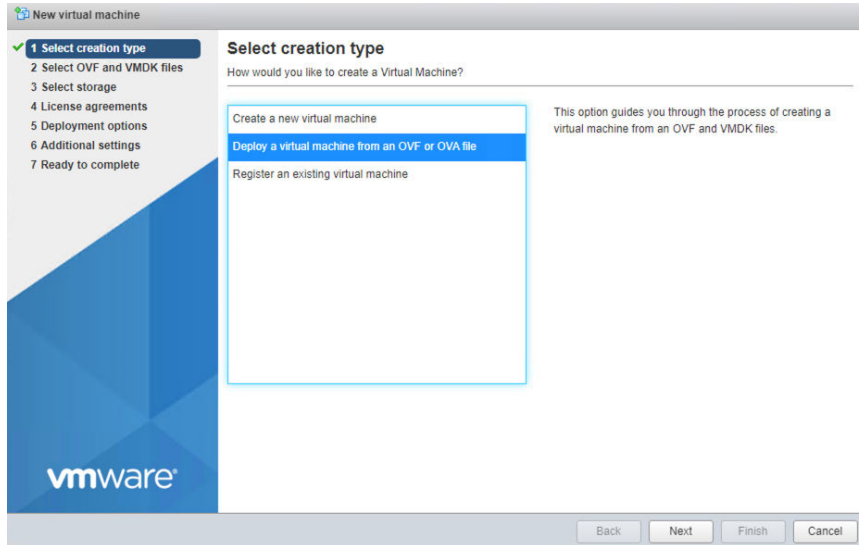 New virtual machine
1 Select creation type
2 Select OVF and VMDK files
3 Select storage
4 License agreements
5 Deployment options
6 Additional settings
7 Ready to complete
vmware®
Select creation type
How would you like to create a Virtual Machine?
Create a new virtual machine
Deploy a virtual machine from an OVF or OVA file
Register an existing virtual machine
This option guides you through the process of creating a
virtual machine from an OVF and VMDK files.
Back
Next
Finish
Cancel